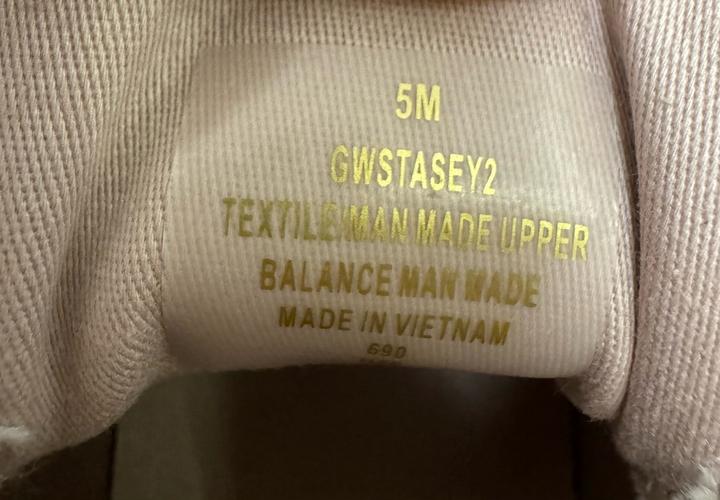 5M
GWSTASEY2
TEXTILE/MAN MADE UPPER
BALANCE MAN MADE
MADE IN VIETNAM
690